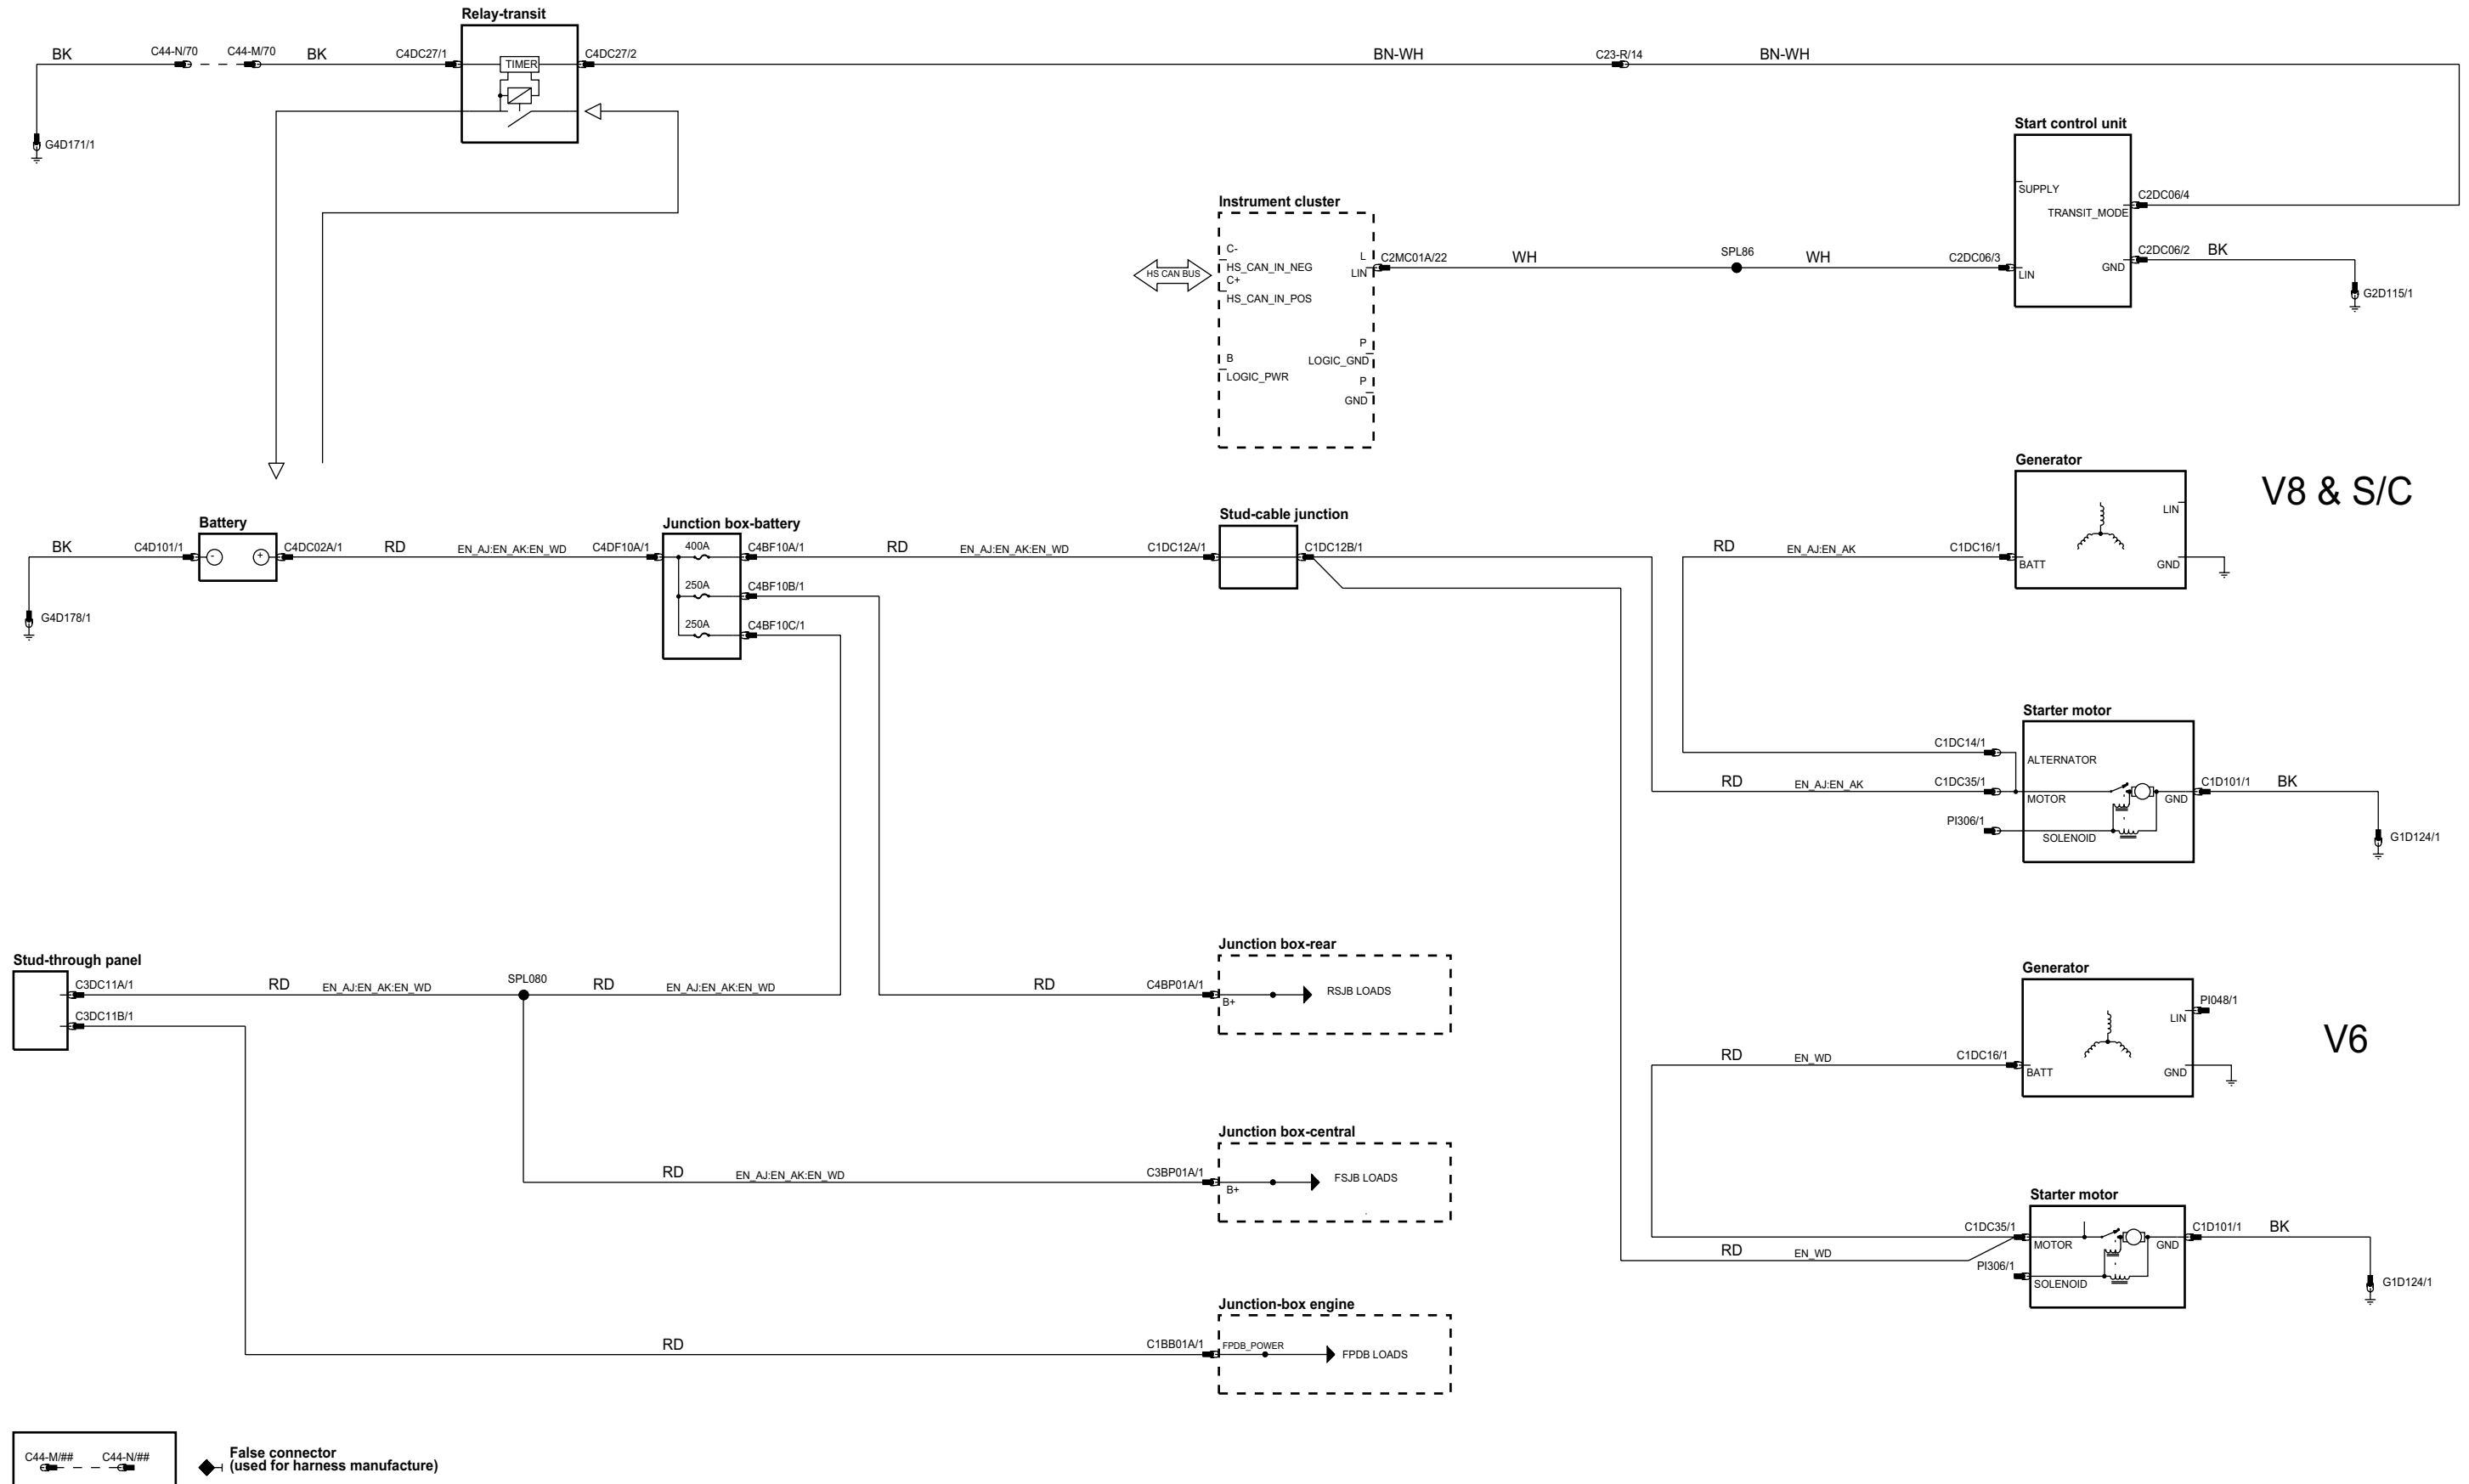 Relay-transit
BK
C44-N/70
C44-M/70
BK
C4DC27/1
TIMER
C4DC27/2
BN-WH
C23-R/14
BN-WH
G4D171/1
Start control unit
SUPPLY
C2DC06/4
TRANSIT_MODE
C2DC06/2
BK
GND
C2DC06/3
LIN
G2D115/1
Instrument cluster
C-
HS_CAN_IN_NEG
C+
HS_CAN_IN_POS
HS CAN BUS
L
LIN
C2MC01A/22
WH
SPL86
WH
P
LOGIC_GND
B
LOGIC_PWR
P
GND
Generator
V8 & S/C
LIN
RD
EN_AJ:EN_AK
C1DC16/1
BATT
GND
Battery
BK
C4D101/1
-
+
C4DC02A/1
RD
EN_AJ:EN_AK:EN_WD
C4DF10A/1
Junction box-battery
400A
C4BF10A/1
250A
C4BF10B/1
250A
C4BF10C/1
RD
EN_AJ:EN_AK:EN_WD
C1DC12A/1
Stud-cable junction
C1DC12B/1
G4D178/1
Starter motor
C1DC14/1
ALTERNATOR
RD
EN_AJ:EN_AK
C1DC35/1
MOTOR
GND
C1D101/1
BK
PI306/1
SOLENOID
G1D124/1
Stud-through panel
C3DC11A/1
RD
EN_AJ:EN_AK:EN_WD
SPL080
RD
EN_AJ:EN_AK:EN_WD
C3DC11B/1
Junction box-rear
RD
C4BP01A/1
B+
RSJB LOADS
Generator
PI048/1
LIN
V6
RD
EN_WD
C1DC16/1
BATT
GND
Junction box-central
RD
EN_AJ:EN_AK:EN_WD
C3BP01A/1
B+
FSJB LOADS
Starter motor
C1DC35/1
MOTOR
GND
C1D101/1
BK
RD
EN_WD
PI306/1
SOLENOID
G1D124/1
Junction-box engine
RD
C1BB01A/1
FPDB_POWER
FPDB LOADS
C44-M/##
C44-N/##
False connector
(used for harness manufacture)